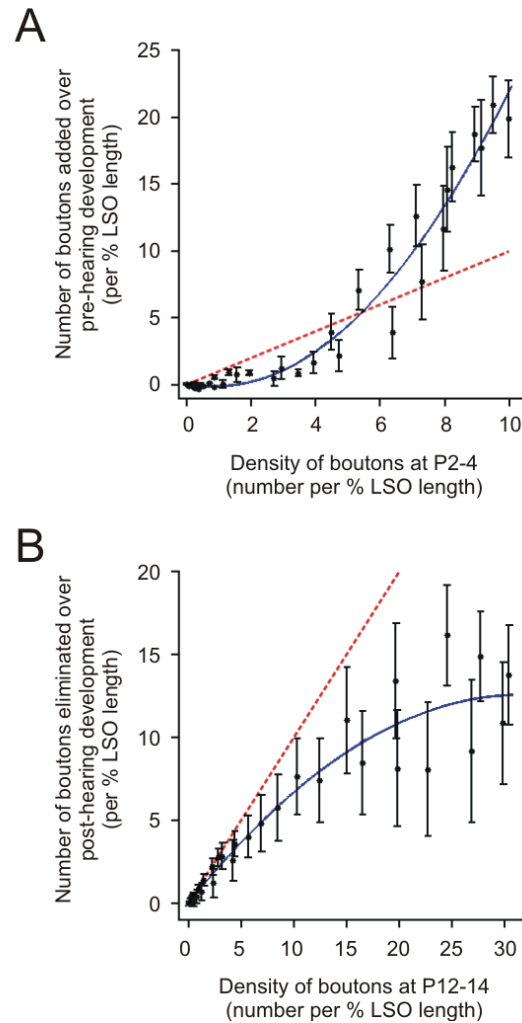 A
Number of boutons added over
pre-hearing development
(per % LSO length)
25
20
15
10
5
0
0 2 4 6 8 10
Density of boutons at P2-4
(number per % LSO length)
B
Number of boutons eliminated over
post-hearing development
(per % LSO length)
20
15
10
5
0
0 5 10 15 20 25 30
Density of boutons at P12-14
(number per % LSO length)